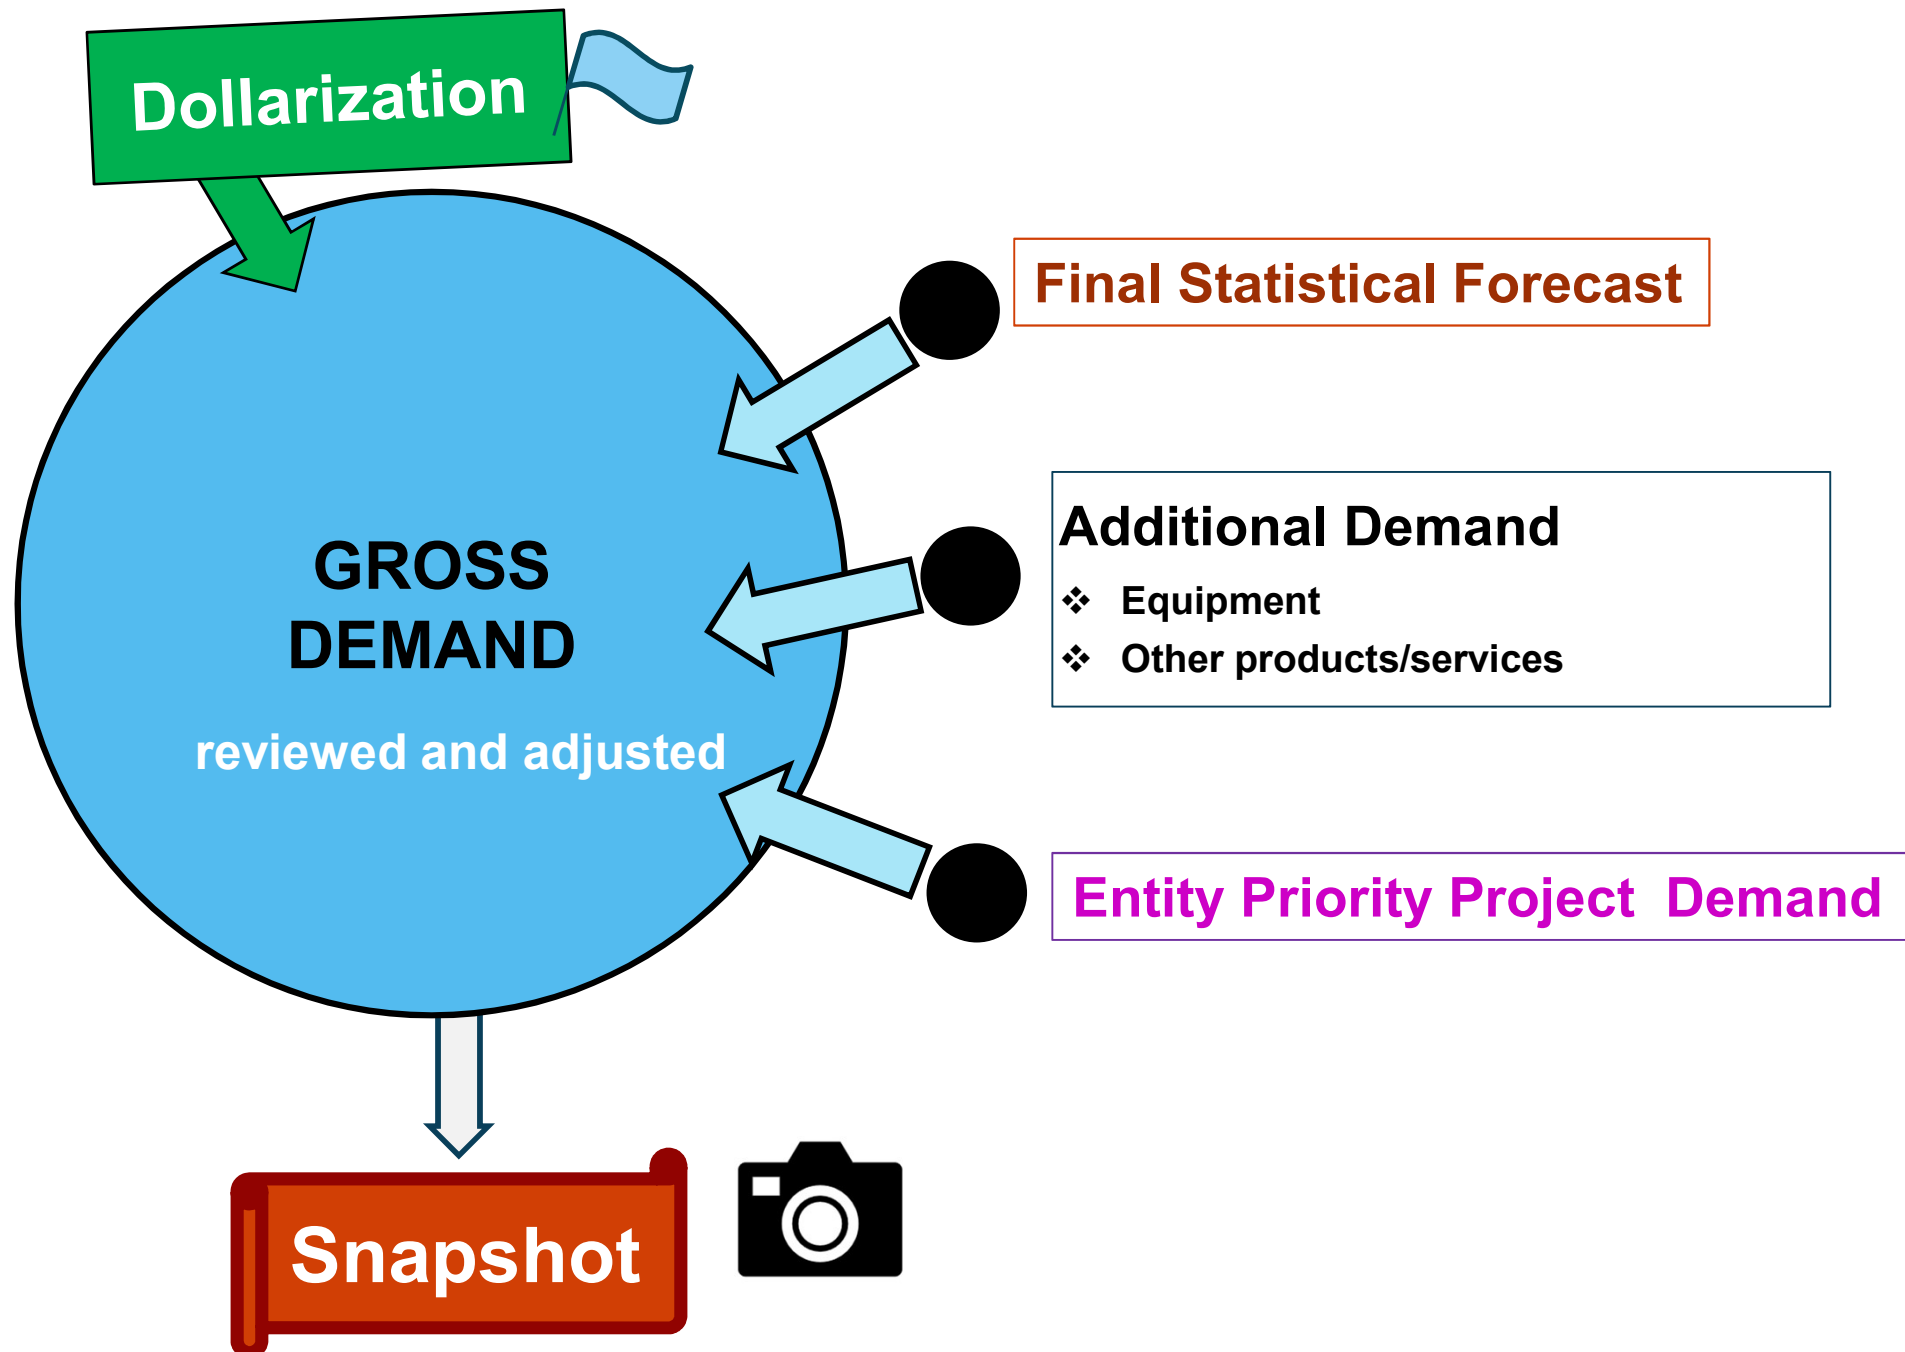 Dollarization
Final Statistical Forecast
GROSS
DEMAND
reviewed and adjusted
Additional Demand
❖ Equipment
❖ Other products/services
Entity Priority Project  Demand
Snapshot